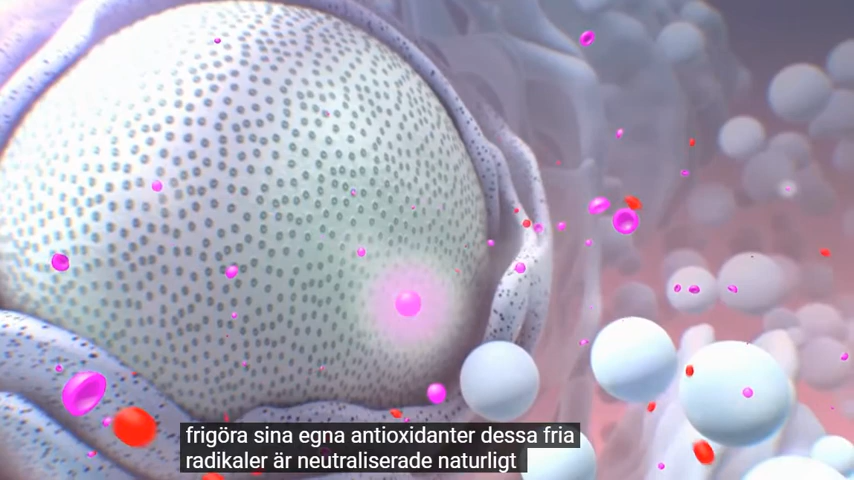 frigöra sina egna antioxidanter dessa fria
radikaler är neutraliserade naturligt